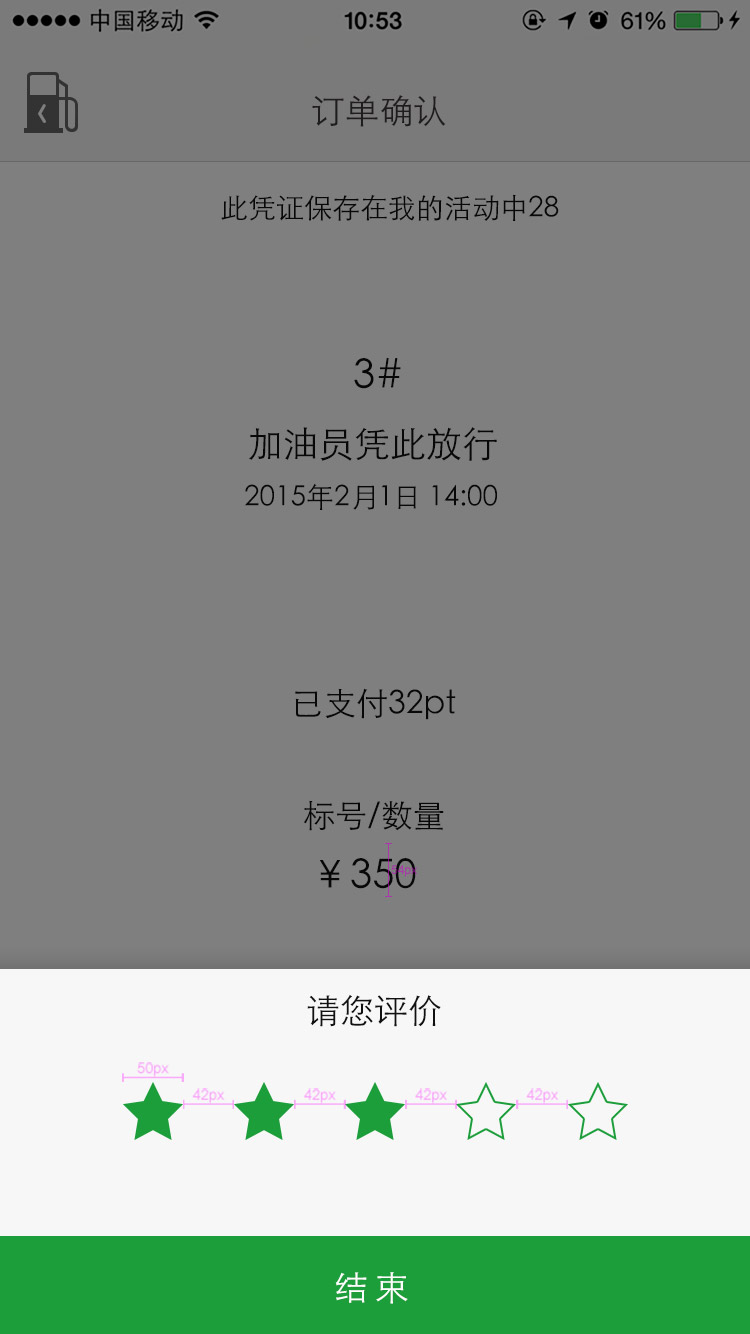 中国移动 10:53 61%
订单确认
此凭证保存在我的活动中28
3#
加油员凭此放行
2015年2月1日 14:00
已支付32pt
标号/数量
¥350
请您评价
50px
42px 42px 42px 42px
结束